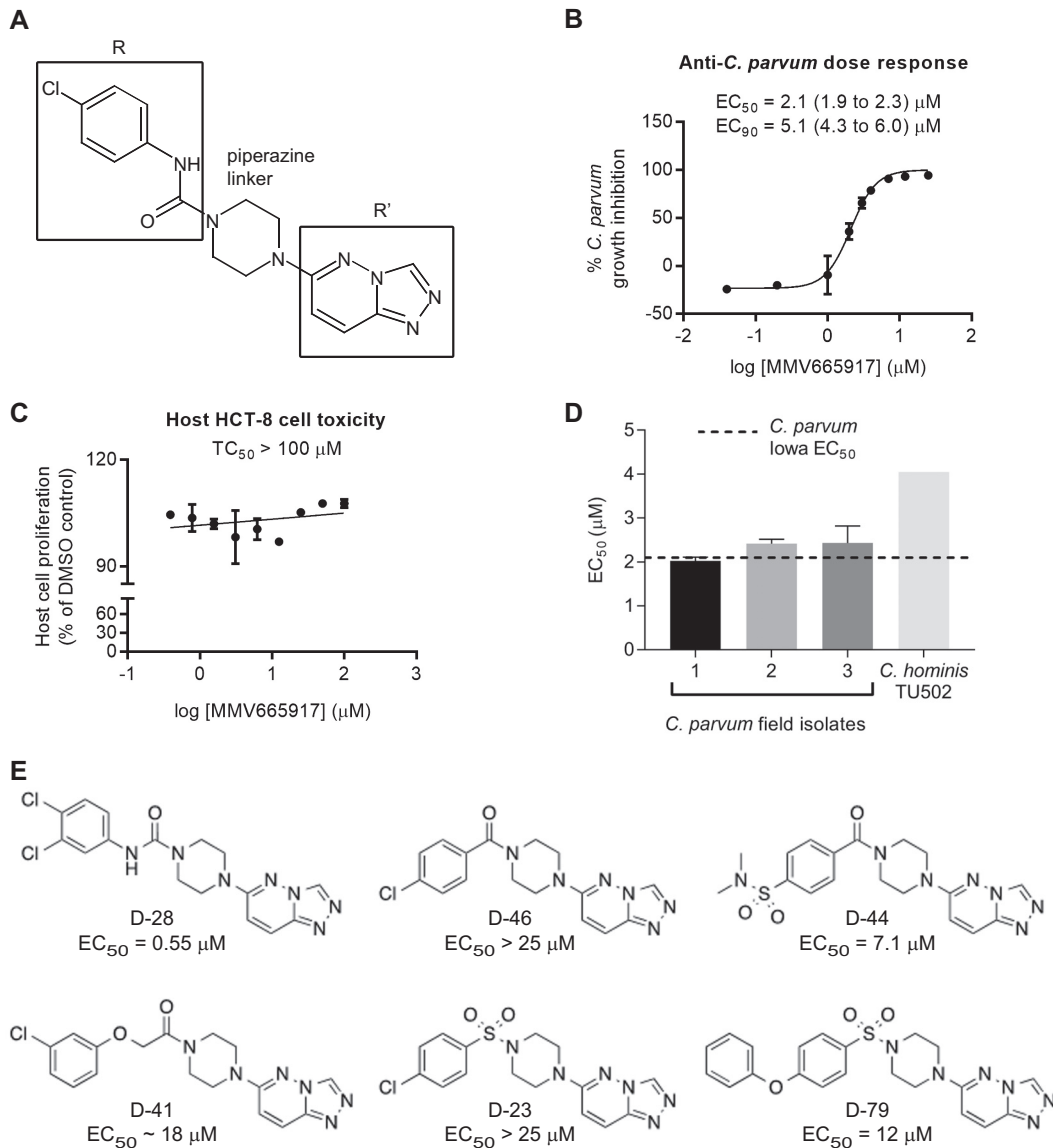 A
R
Cl
NH
O
piperazine
linker
N
N
R'
N
N
N
N
B
Anti-C. parvum dose response
EC50 = 2.1 (1.9 to 2.3) μM
EC90 = 5.1 (4.3 to 6.0) μM
% C. parvum
growth inhibition
150
100
50
0
-50
-2 -1 0 1 2
log [MMV665917] (μM)
C
Host HCT-8 cell toxicity
TC50 > 100 μM
Host cell proliferation
(% of DMSO control)
120
90
60
30
0
-1 0 1 2 3
log [MMV665917] (μM)
D
C. parvum
Iowa EC50
EC50 (μM)
5
4
3
2
1
0
1 2 3 C. hominis
TU502
C. parvum field isolates
E
Cl
Cl
N
H
O
N
N
N
N
N
N
D-28
EC50 = 0.55 μM
O
Cl
N
N
N
N
N
N
D-46
EC50 > 25 μM
O
N
S
O O
N
N
N
N
N
N
D-44
EC50 = 7.1 μM
Cl
O
O
N
N
N
N
N
N
D-41
EC50 ~ 18 μM
O O
S
Cl
N
N
N
N
N
N
D-23
EC50 > 25 μM
O O
S
O
N
N
N
N
N
N
D-79
EC50 = 12 μM